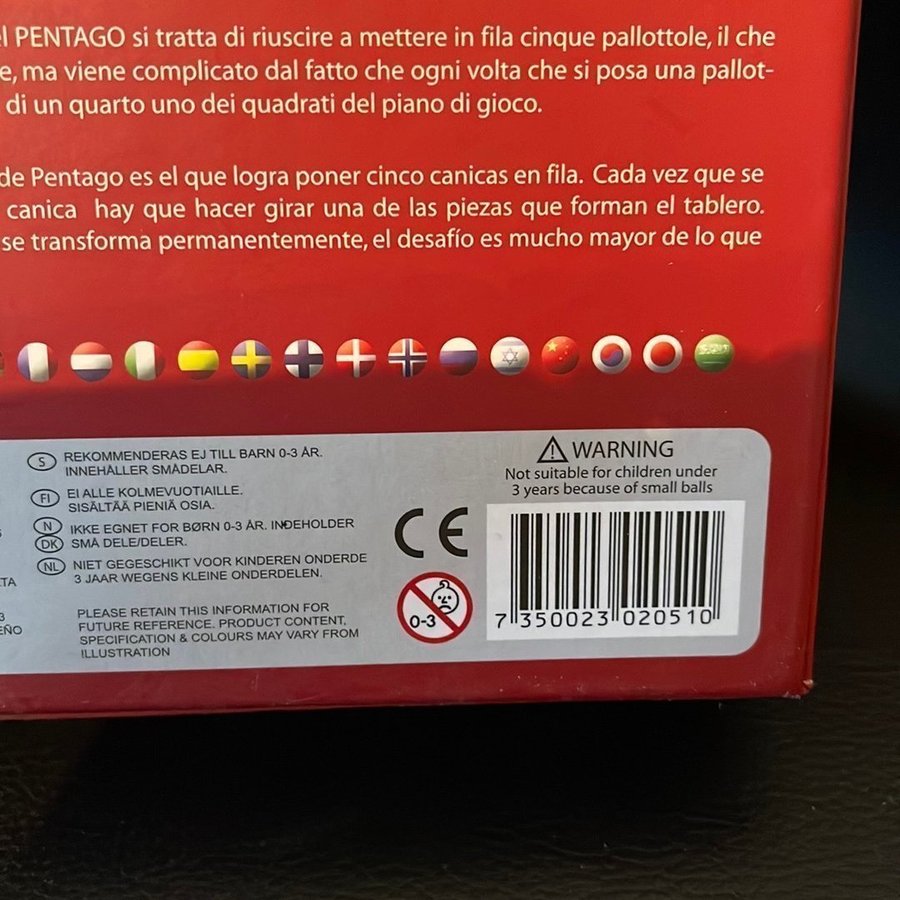 el PENTAGO si tratta di riuscire a mettere in fila cinque pallottole, il che
e, ma viene complicato dal fatto che ogni volta che si posa una pallot-
di un quarto uno dei quadrati del piano di gioco.
de Pentago es el que logra poner cinco canicas en fila. Cada vez que se
canica hay que hacer girar una de las piezas que forman el tablero.
se transforma permanentemente, el desafío es mucho mayor de lo que
S REKOMMENDERAS EJ TILL BARN 0-3 ÅR.
INNEHÅLLER SMÅDELAR.
FI EI ALLE KOLMEVUOTIAILLE.
SISÄLTÄÄ PIENIÄ OSIA.
N IKKE EGNET FOR BØRN 0-3 ÅR. INDEHOLDER
DK SMÅ DELE/DELER.
NL NIET GEGESCHIKT VOOR KINDEREN ONDERDE
3 JAAR WEGENS KLEINE ONDERDELEN.
TA
3
EÑO
PLEASE RETAIN THIS INFORMATION FOR
FUTURE REFERENCE. PRODUCT CONTENT,
SPECIFICATION & COLOURS MAY VARY FROM
ILLUSTRATION
CE
0-3
WARNING
Not suitable for children under
3 years because of small balls
7 350023 020510